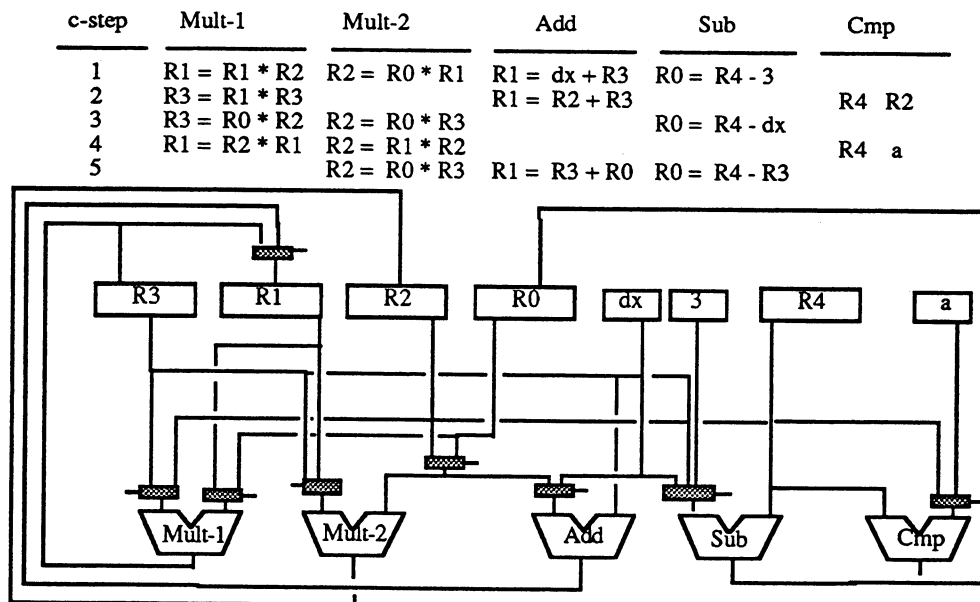 c-step Mult-1 Mult-2 Add Sub Cmp
1 R1 = R1 * R2 R2 = R0 * R1 R1 = dx + R3 R0 = R4 - 3
2 R3 = R1 * R3 R1 = R2 + R3 R4 R2
3 R3 = R0 * R2 R2 = R0 * R3 R0 = R4 - dx
4 R1 = R2 * R1 R2 = R1 * R2 R4 a
5 R2 = R0 * R3 R1 = R3 + R0 R0 = R4 - R3
R3 R1 R2 R0 dx 3 R4 a
Mult-1 Mult-2 Add Sub Cmp